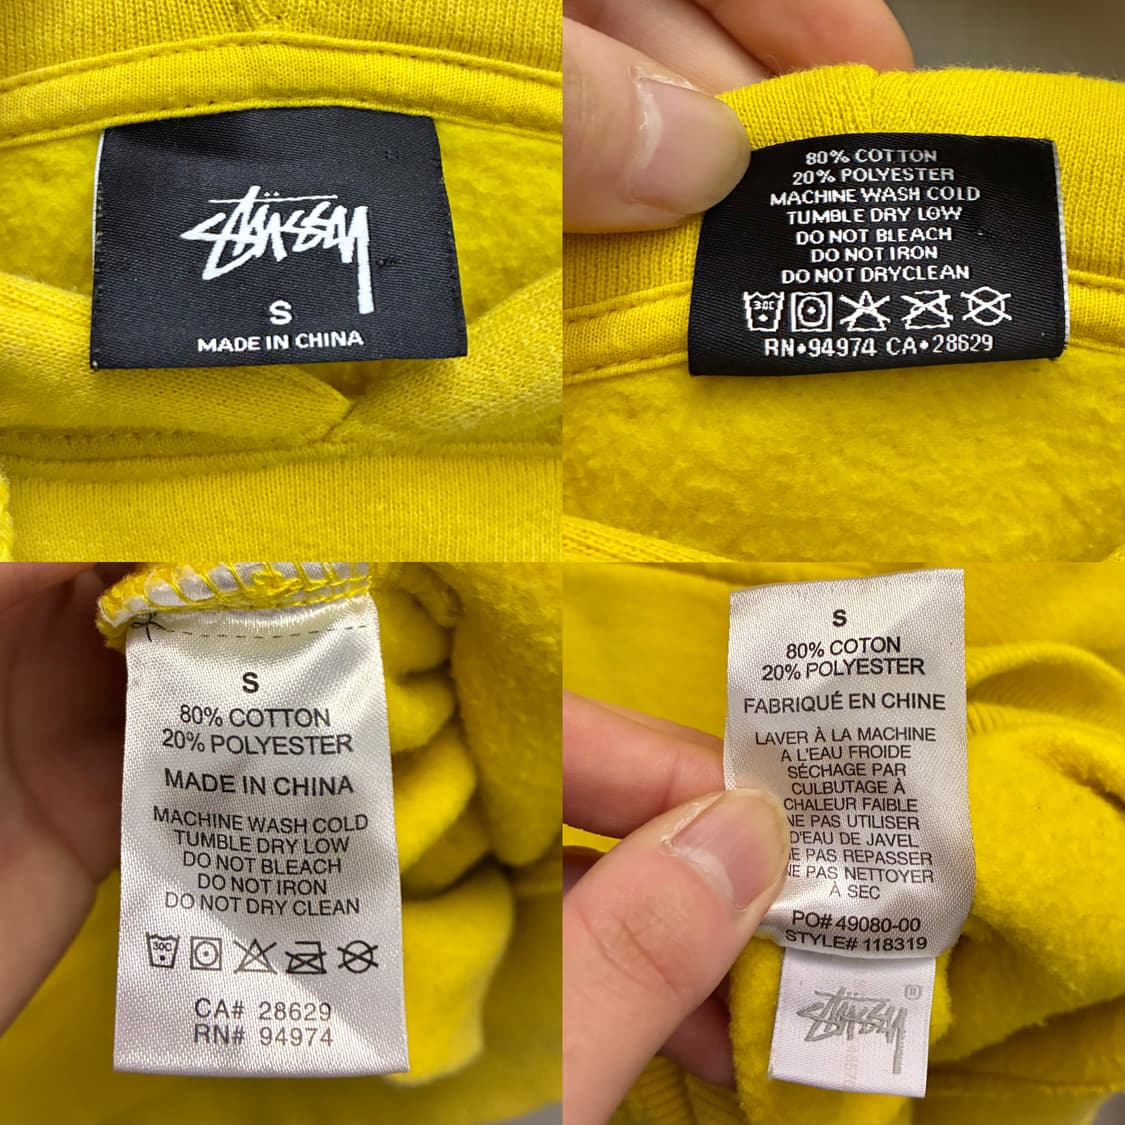 STÜSSY
S
MADE IN CHINA
80% COTTON
20% POLYESTER
MACHINE WASH COLD
TUMBLE DRY LOW
DO NOT BLEACH
DO NOT IRON
DO NOT DRYCLEAN
30C
RN•94974 CA•28629
S
80% COTTON
20% POLYESTER
MADE IN CHINA
MACHINE WASH COLD
TUMBLE DRY LOW
DO NOT BLEACH
DO NOT IRON
DO NOT DRY CLEAN
30C
CA# 28629
RN# 94974
S
80% COTON
20% POLYESTER
FABRIQUÉ EN CHINE
LAVER À LA MACHINE
A L'EAU FROIDE
SÉCHAGE PAR
CULBUTAGE À
CHALEUR FAIBLE
NE PAS UTILISER
D'EAU DE JAVEL
NE PAS REPASSER
NE PAS NETTOYER
À SEC
PO# 49080-00
STYLE# 118319
STÜSSY ®